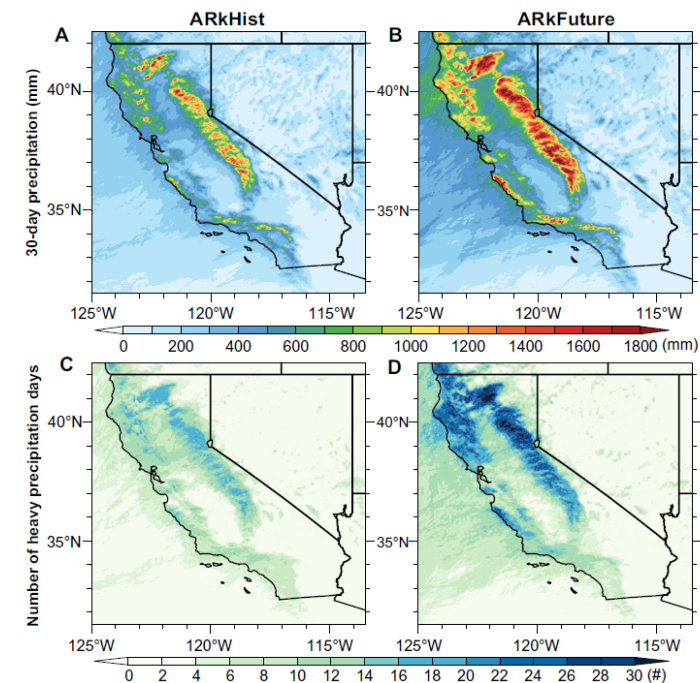 ARkHist ARkFuture
A B
30-day precipitation (mm)
40°N 40°N
35°N 35°N
125°W 120°W 115°W 125°W 120°W 115°W
0 200 400 600 800 1000 1200 1400 1600 1800 (mm)
C D
Number of heavy precipitation days
40°N 40°N
35°N 35°N
125°W 120°W 115°W 125°W 120°W 115°W
0 2 4 6 8 10 12 14 16 18 20 22 24 26 28 30 (#)